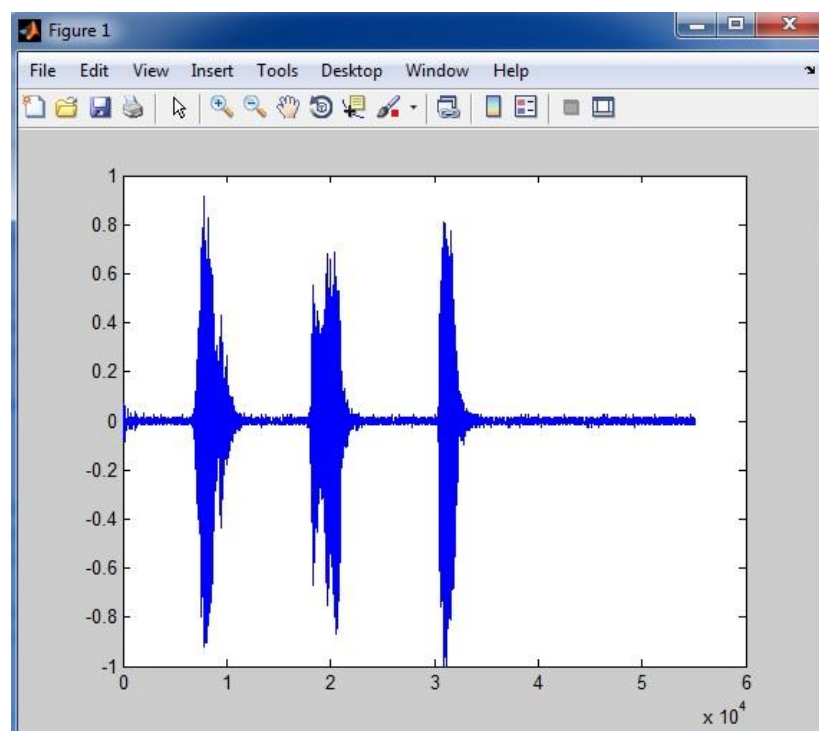 Figure 1
File Edit View Insert Tools Desktop Window Help
1
0.8
0.6
0.4
0.2
0
-0.2
-0.4
-0.6
-0.8
-1
0 1 2 3 4 5 6
x 10^4